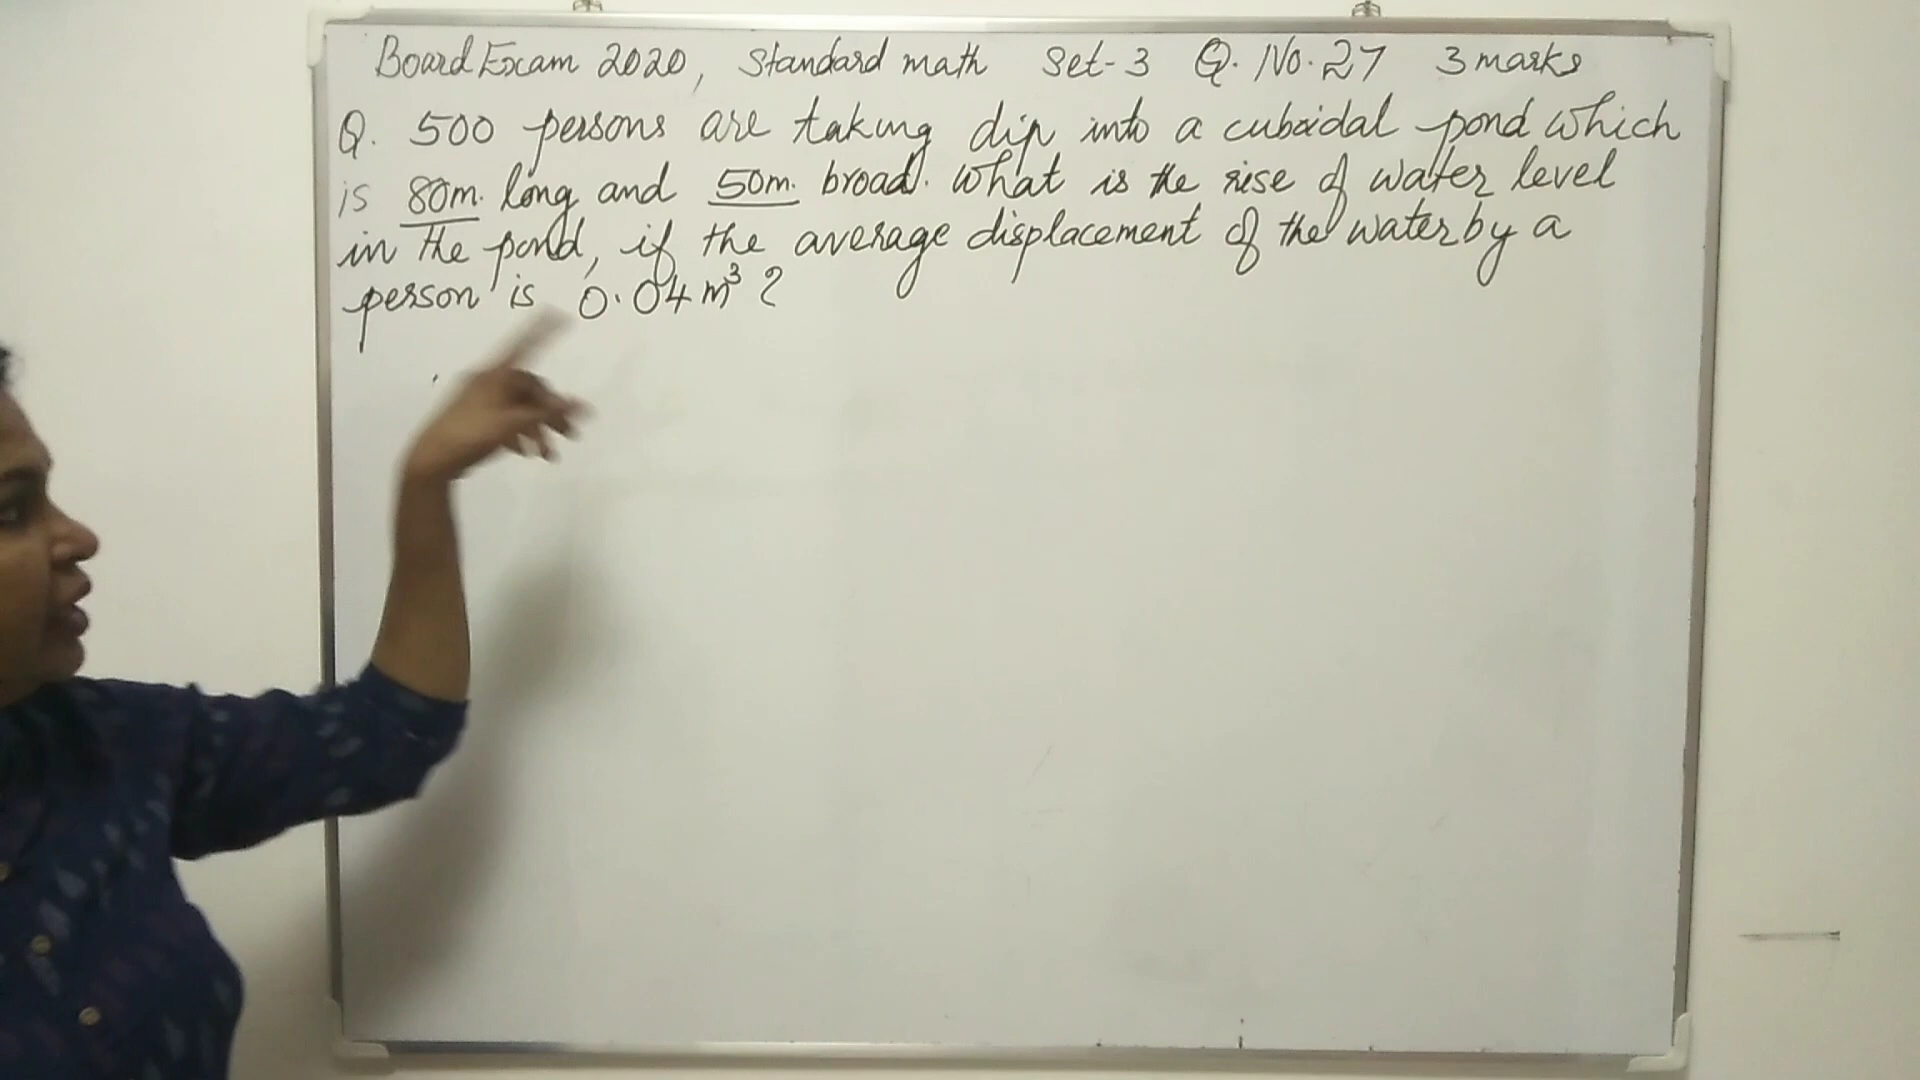 Board Exam 2020, Standard math Set-3 Q. No. 27 3 marks
Q. 500 persons are taking dip into a cuboidal pond which
is 80m. long and 50m. broad. What is the rise of water level
in the pond, if the average displacement of the water by a
person is 0.04 m³ ?